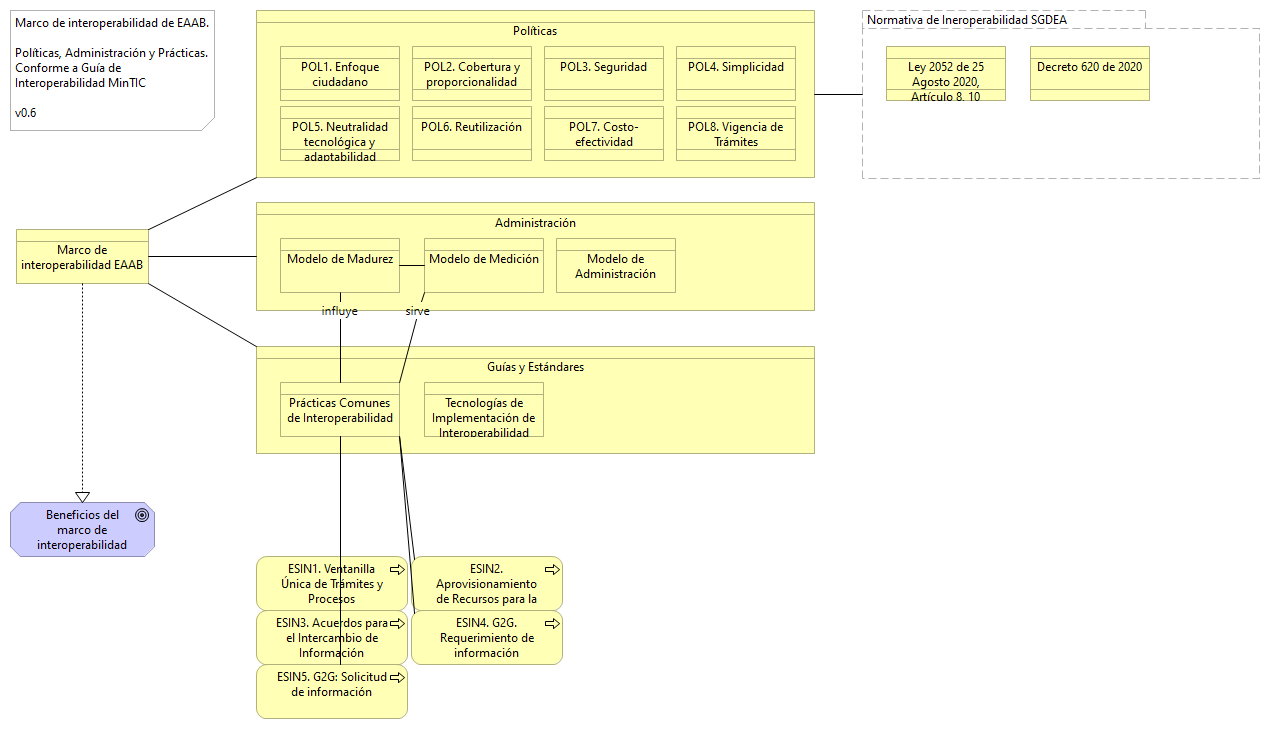 Marco de interoperabilidad de EAAB.
Políticas, Administración y Prácticas.
Conforme a Guía de
Interoperabilidad MinTIC
v0.6
Políticas
POL1. Enfoque
ciudadano
POL2. Cobertura y
proporcionalidad
POL3. Seguridad
POL4. Simplicidad
POL5. Neutralidad
tecnológica y
adaptabilidad
POL6. Reutilización
POL7. Costo-
efectividad
POL8. Vigencia de
Trámites
Normativa de Ineroperabilidad SGDEA
Ley 2052 de 25
Agosto 2020,
Artículo 8, 10
Decreto 620 de 2020
Marco de
interoperabilidad EAAB
Administración
Modelo de Madurez
Modelo de Medición
Modelo de
Administración
influye
sirve
Guías y Estándares
Prácticas Comunes
de Interoperabilidad
Tecnologías de
Implementación de
Interoperabilidad
Beneficios del
marco de
interoperabilidad
ESIN1. Ventanilla
Única de Trámites y
Procesos
ESIN2.
Aprovisionamiento
de Recursos para la
ESIN3. Acuerdos para
el Intercambio de
Información
ESIN4. G2G.
Requerimiento de
información
ESIN5. G2G: Solicitud
de información